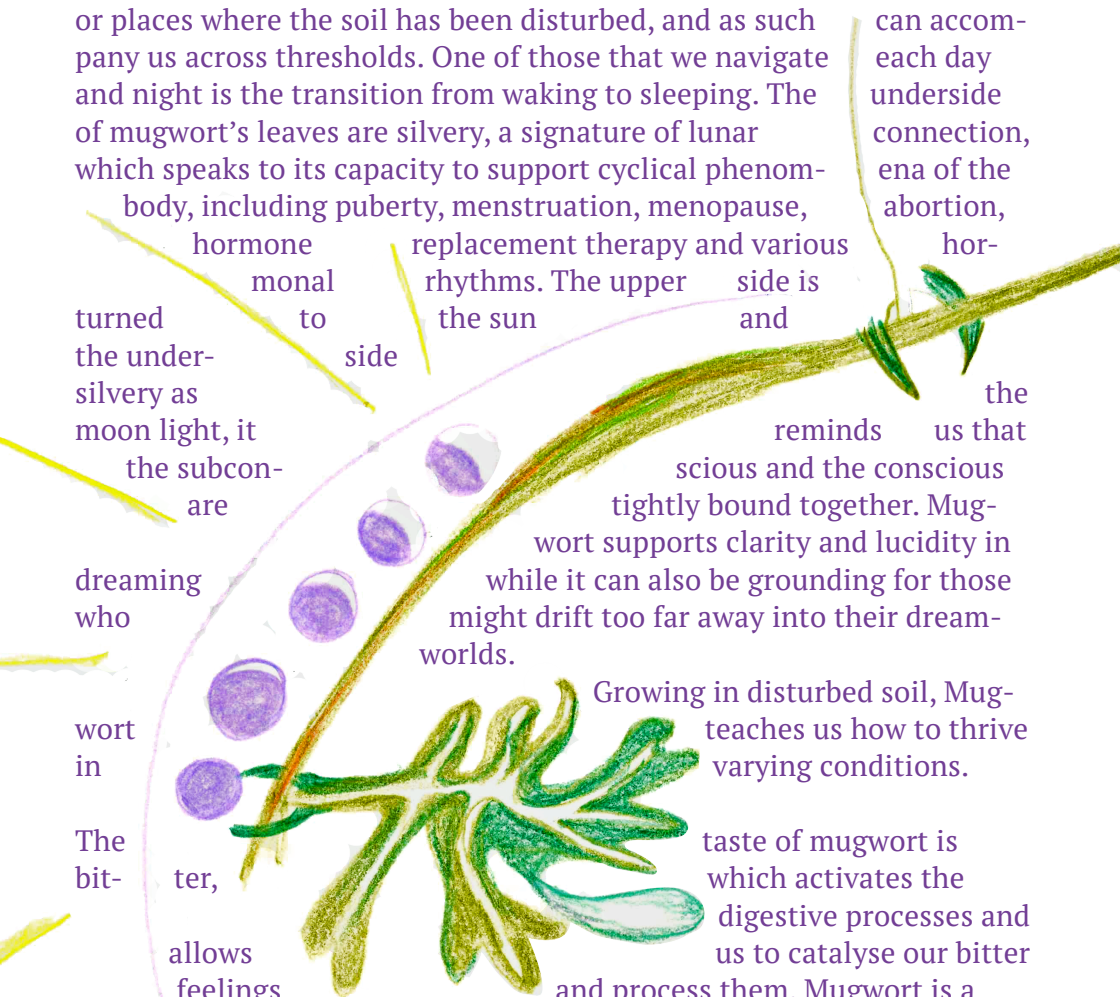 or places where the soil has been disturbed, and as such can accom-
pany us across thresholds. One of those that we navigate each day
and night is the transition from waking to sleeping. The underside
of mugwort’s leaves are silvery, a signature of lunar connection,
which speaks to its capacity to support cyclical phenom- ena of the
body, including puberty, menstruation, menopause, abortion,
hormone replacement therapy and various hor-
monal rhythms. The upper side is
turned to the sun and
the under- side
silvery as the
moon light, it reminds us that
the subcon- scious and the conscious
are tightly bound together. Mug-
wort supports clarity and lucidity in
dreaming while it can also be grounding for those
who might drift too far away into their dream-
worlds.
Growing in disturbed soil, Mug-
wort teaches us how to thrive
in varying conditions.
The taste of mugwort is
bit- ter, which activates the
digestive processes and
allows us to catalyse our bitter
feelings and process them. Mugwort is a